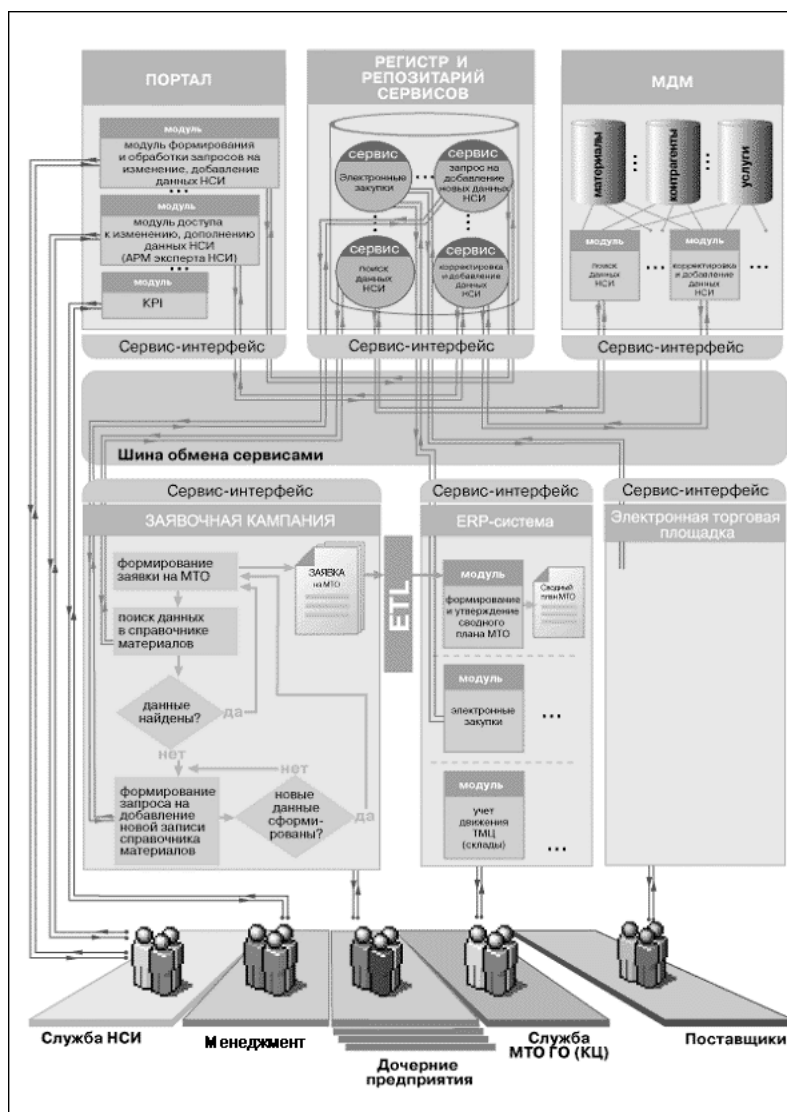 ПОРТАЛ
модуль
модуль формирования
и обработки запросов на
изменение, добавление
данных НСИ
модуль
модуль доступа
к изменению, дополнению
данных НСИ
(АРМ эксперта НСИ)
модуль
KPI
Сервис-интерфейс
РЕГИСТР И
РЕПОЗИТАРИЙ
СЕРВИСОВ
сервис
Электронные
закупки
сервис
запрос на
добавление
новых данных
НСИ
сервис
поиск
данных
НСИ
сервис
корректировка
и добавление
данных
НСИ
Сервис-интерфейс
МДМ
материалы
контрагенты
услуги
модуль
поиск
данных
НСИ
модуль
корректировка
и добавление
данных
НСИ
Сервис-интерфейс
Шина обмена сервисами
Сервис-интерфейс
ЗАЯВОЧНАЯ КАМПАНИЯ
формирование
заявки на МТО
ЗАЯВКА
на МТО
поиск данных
в справочнике
материалов
данные
найдены?
да
нет
формирование
запроса на
добавление
новой записи
справочника
материалов
нет
новые
данные
сформи-
рованы?
да
ETL
Сервис-интерфейс
ERP-система
модуль
формирование
и утверждение
сводного
плана МТО
Сводный
план МТО
модуль
электронные
закупки
модуль
учет
движения
ТМЦ
(склады)
Сервис-интерфейс
Электронная торговая
площадка
Служба НСИ
Менеджмент
Дочерние
предприятия
Служба
МТО ГО (КЦ)
Поставщики